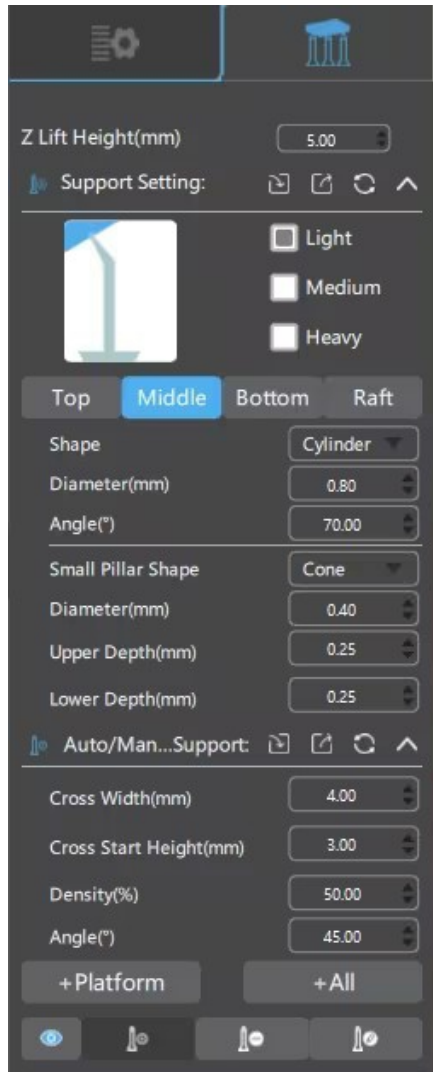 Z Lift Height(mm) 5.00
Support Setting:
Light
Medium
Heavy
Top Middle Bottom Raft
Shape Cylinder
Diameter(mm) 0.80
Angle(°) 70.00
Small Pillar Shape Cone
Diameter(mm) 0.40
Upper Depth(mm) 0.25
Lower Depth(mm) 0.25
Auto/Man...Support:
Cross Width(mm) 4.00
Cross Start Height(mm) 3.00
Density(%) 50.00
Angle(°) 45.00
+Platform +All